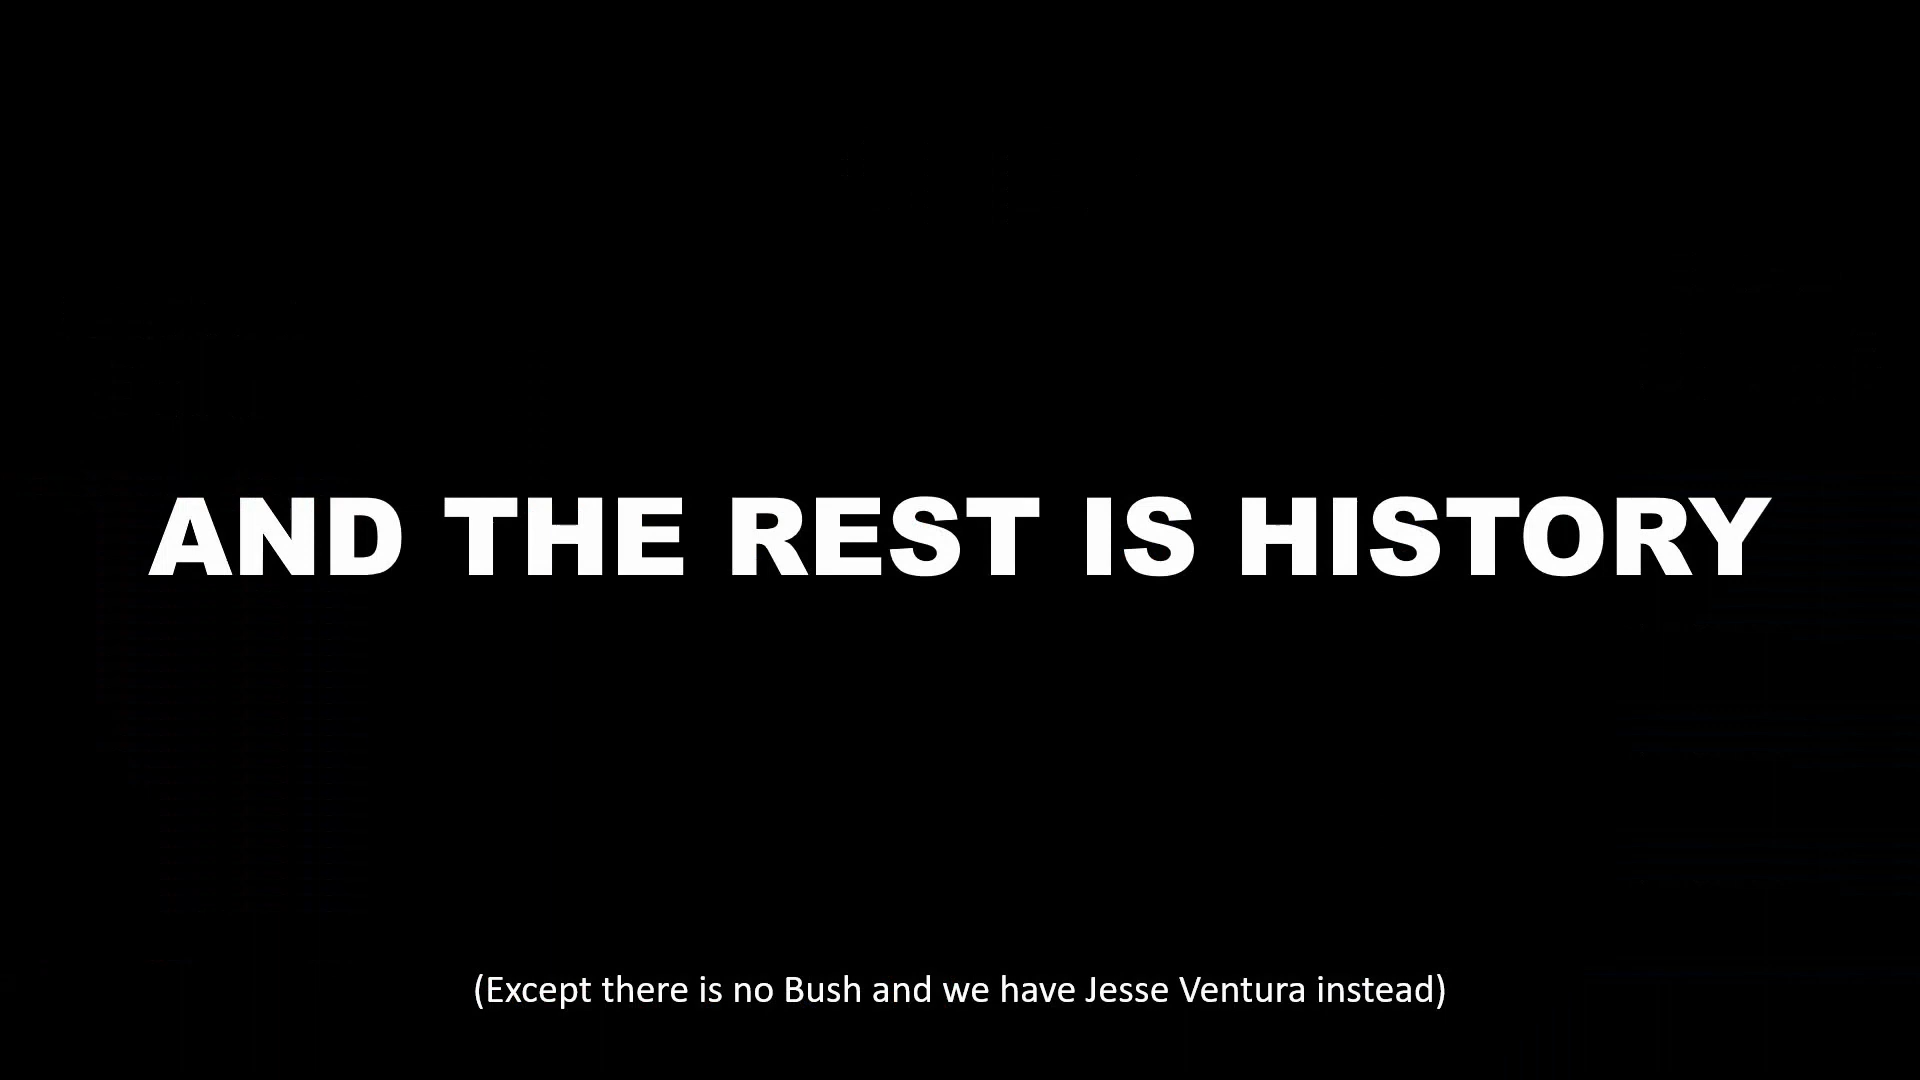 AND THE REST IS HISTORY
(Except there is no Bush and we have Jesse Ventura instead)